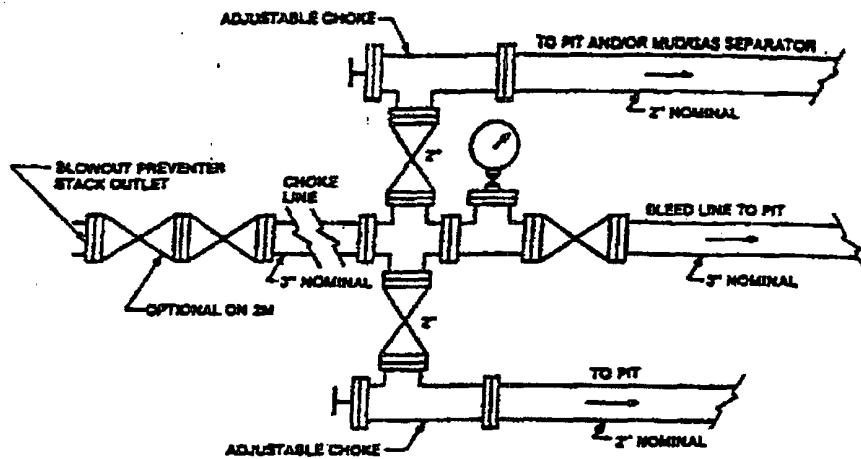 ADJUSTABLE CHOKE
TO PIT AND/OR MUD/GAS SEPARATOR
2" NOMINAL
2"
BLOWOUT PREVENTER
STACK OUTLET
CHOKE
LINE
BLEED LINE TO PIT
3" NOMINAL
3" NOMINAL
OPTIONAL ON 2M
2"
TO PIT
ADJUSTABLE CHOKE
2" NOMINAL